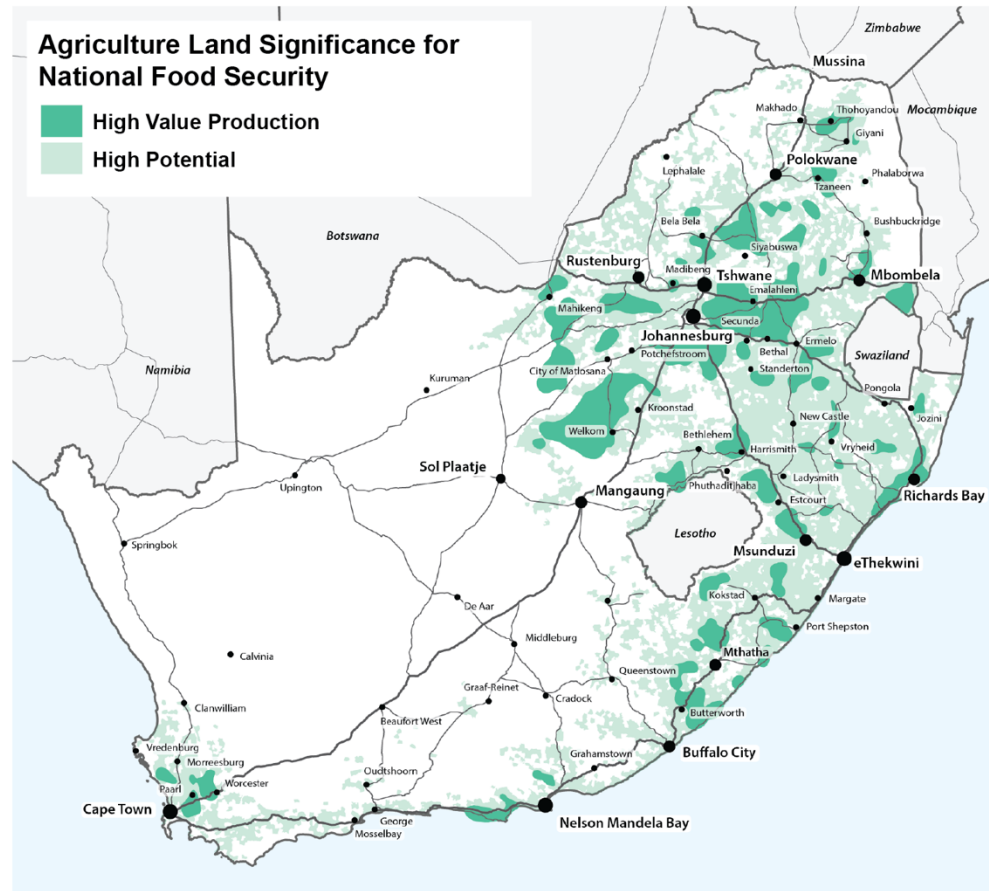 Agriculture Land Significance for
National Food Security
High Value Production
High Potential
Zimbabwe
Mussina
Mocambique
Makhado
Thohoyandou
Giyani
Lephalale
Polokwane
Phalaborwa
Tzaneen
Botswana
Bela Bela
Bushbuckridge
Siyabuswa
Rustenburg
Madibeng
Tshwane
Mbombela
Emalahleni
Mahikeng
Secunda
Johannesburg
Ermelo
Bethal
Potchefstroom
Swaziland
City of Matlosana
Standerton
Namibia
Kuruman
Pongola
Kroonstad
New Castle
Jozini
Welkom
Bethlehem
Harrismith
Vryheid
Sol Plaatje
Upington
Phuthaditjhaba
Ladysmith
Mangaung
Estcourt
Richards Bay
Lesotho
Springbok
Msunduzi
eThekwini
Kokstad
Margate
De Aar
Port Shepston
Middleburg
Mthatha
Calvinia
Queenstown
Graaf-Reinet
Cradock
Clanwilliam
Beaufort West
Butterworth
Vredenburg
Buffalo City
Morreesburg
Grahamstown
Oudtshoorn
Paarl
Worcester
Cape Town
George
Nelson Mandela Bay
Mosselbay